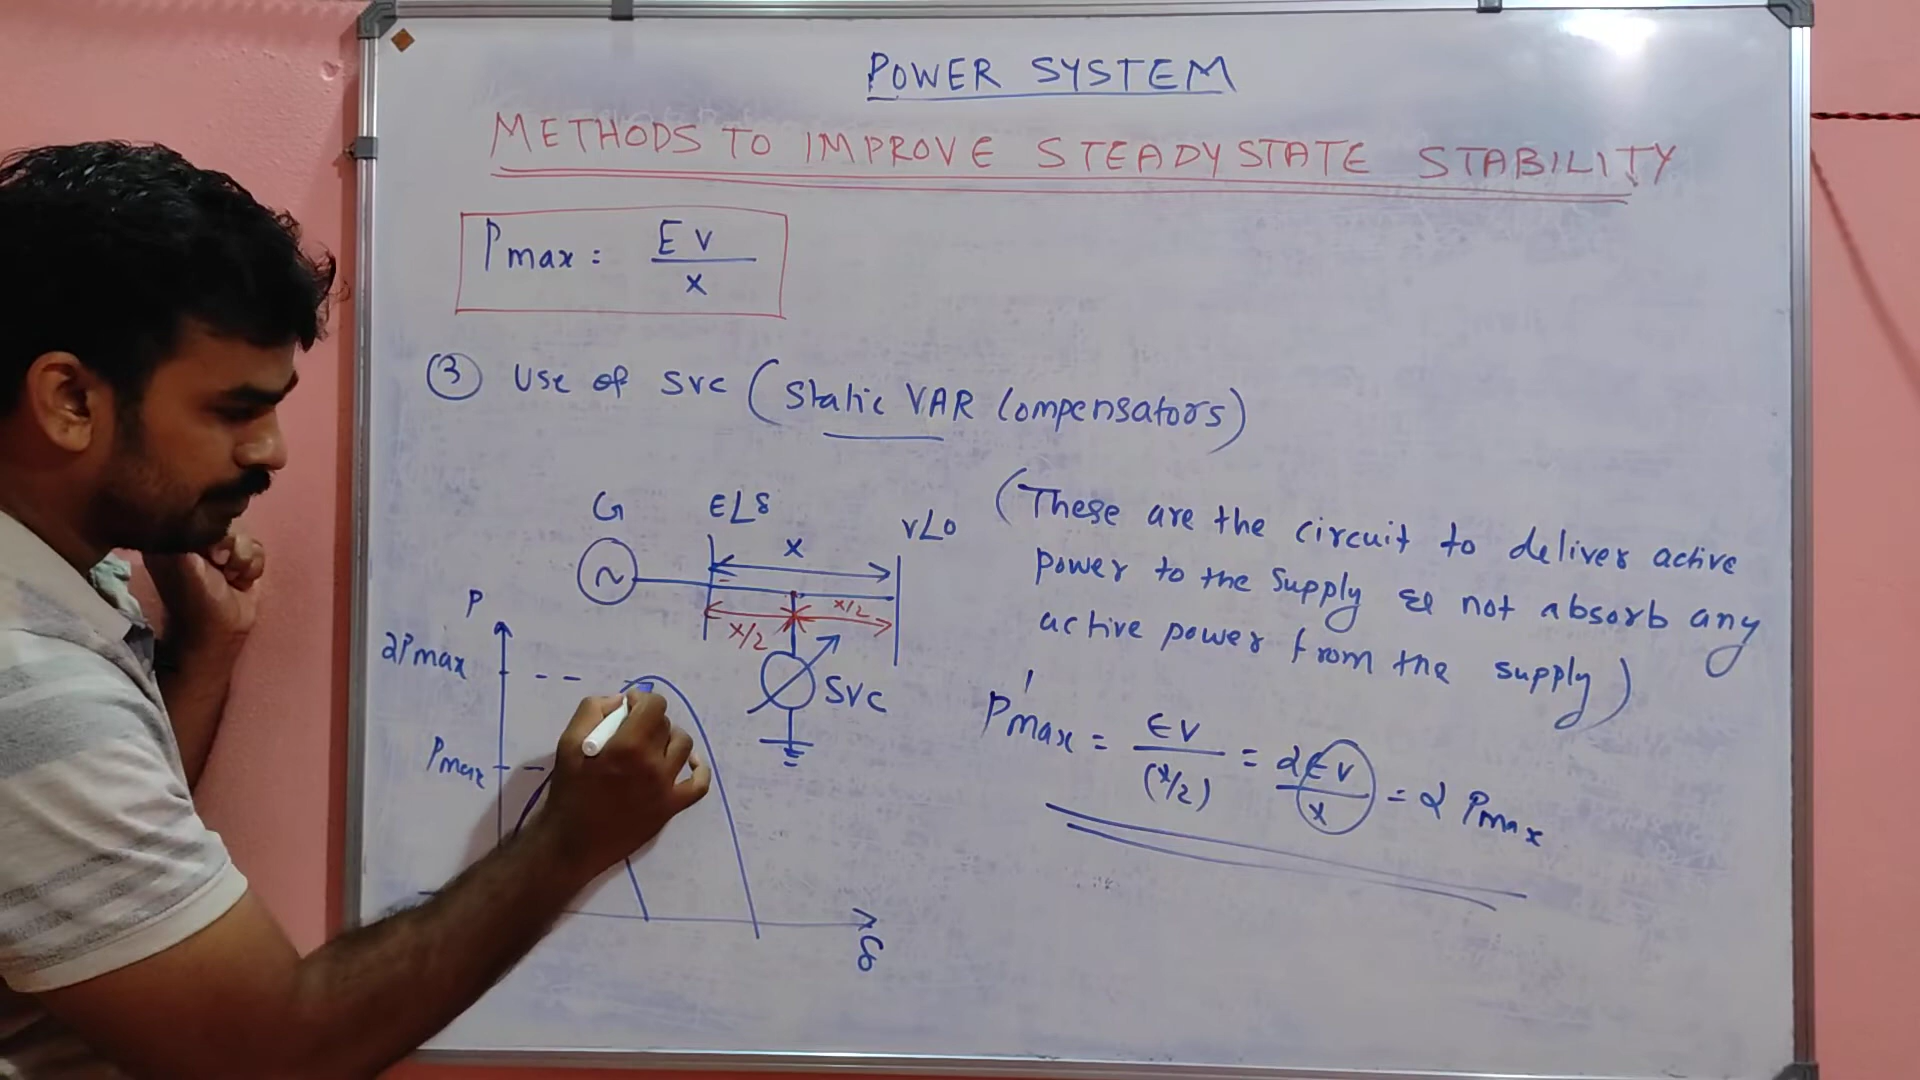 POWER SYSTEM
METHODS TO IMPROVE STEADY STATE STABILITY
Pmax = EV/x
③ Use of SVC (Static VAR Compensators)
G
E∠δ
V∠0
x
x/2
x/2
SVC
P
2Pmax
Pmax
δ
(These are the circuit to deliver active
power to the supply & not absorb any
active power from the supply)
P'max = EV/(x/2) = 2EV/x = 2 Pmax